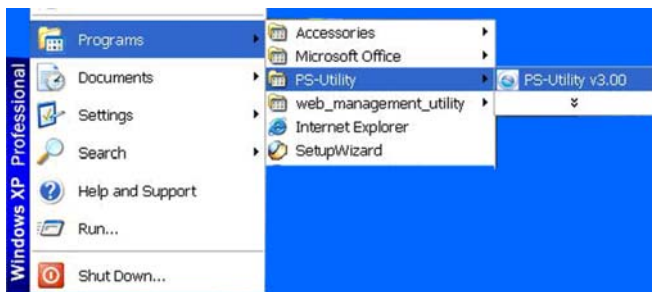 Windows XP Professional
Programs
Documents
Settings
Search
Help and Support
Run...
Shut Down...
Accessories
Microsoft Office
PS-Utility
web_management_utility
Internet Explorer
SetupWizard
PS-Utility v3.00